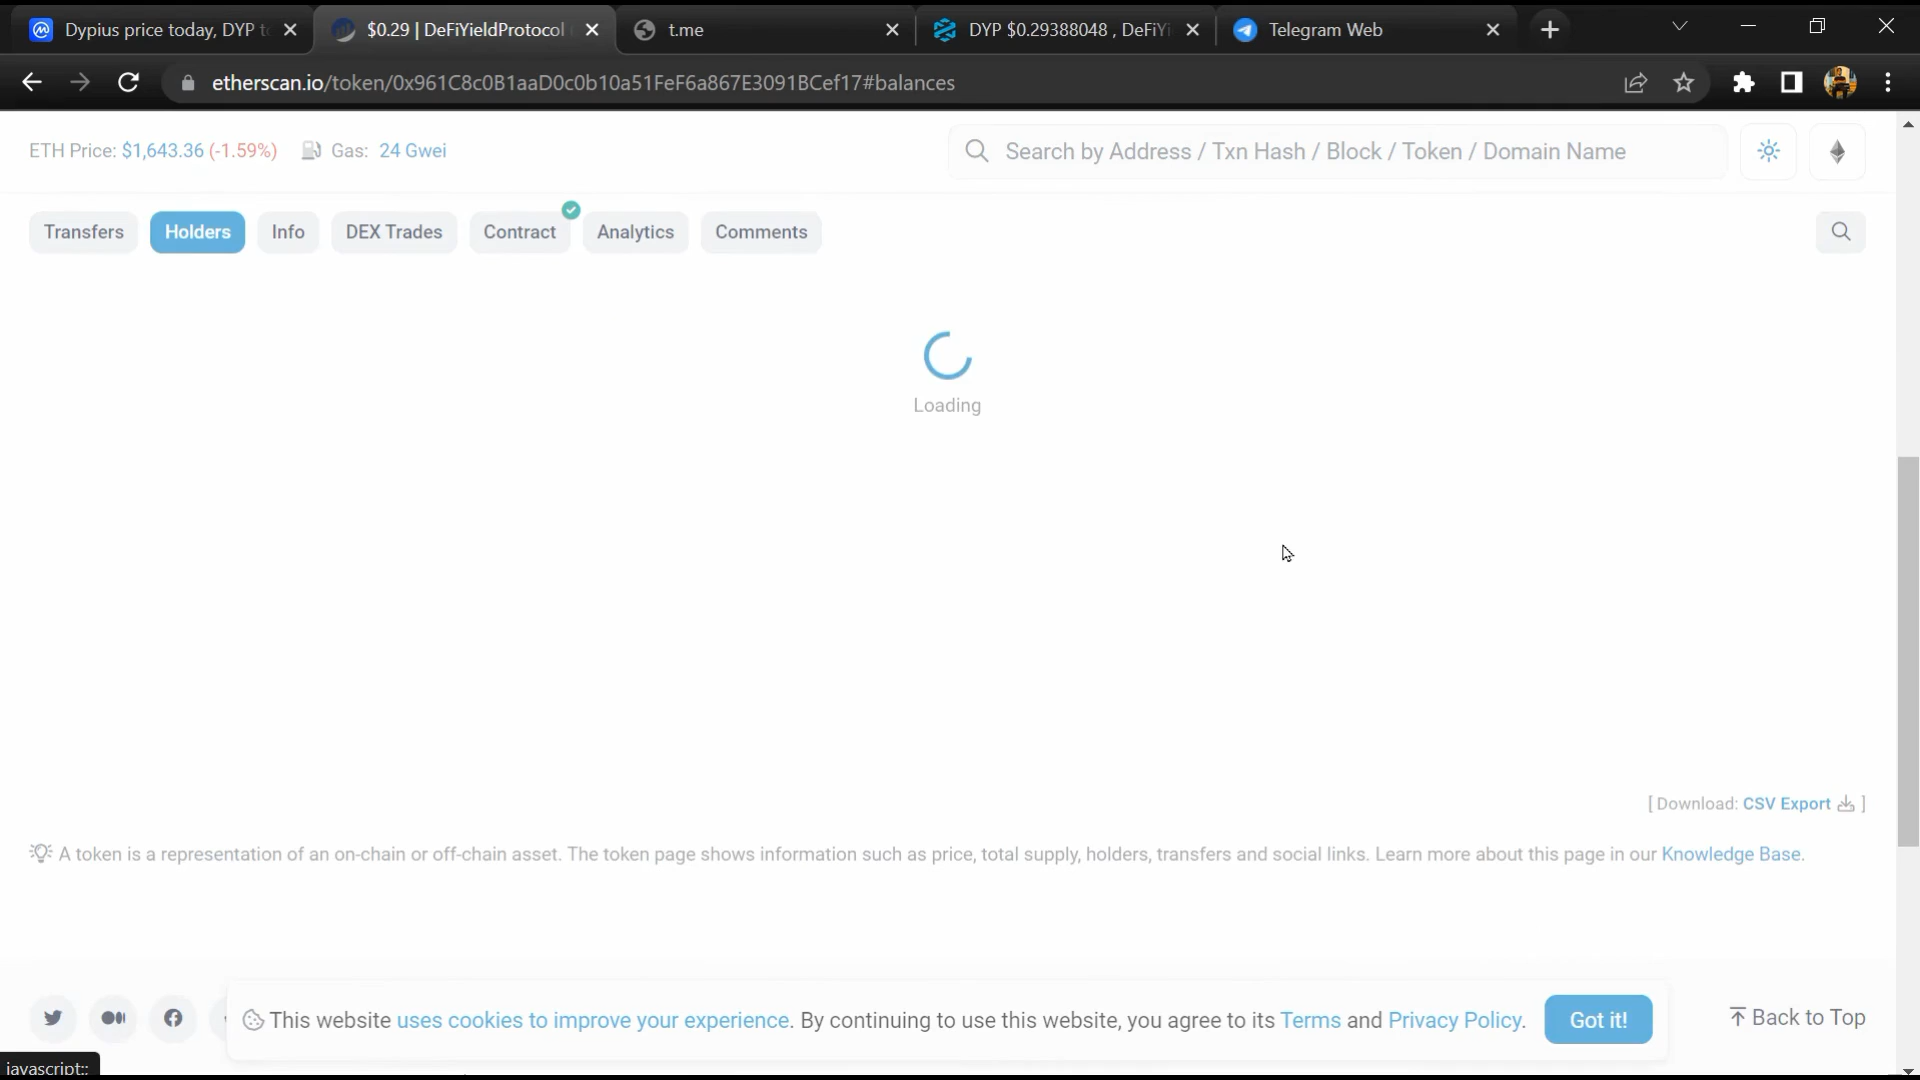 Dypius price today, DYP t
$0.29 | DeFiYieldProtocol
t.me
DYP $0.29388048 , DeFiYi
Telegram Web
etherscan.io/token/0x961C8c0B1aaD0c0b10a51FeF6a867E3091BCef17#balances
ETH Price: $1,643.36 (-1.59%)
Gas: 24 Gwei
Search by Address / Txn Hash / Block / Token / Domain Name
Transfers
Holders
Info
DEX Trades
Contract
Analytics
Comments
Loading
[ Download: CSV Export ]
A token is a representation of an on-chain or off-chain asset. The token page shows information such as price, total supply, holders, transfers and social links. Learn more about this page in our Knowledge Base.
This website uses cookies to improve your experience. By continuing to use this website, you agree to its Terms and Privacy Policy.
Got it!
Back to Top
javascript:;